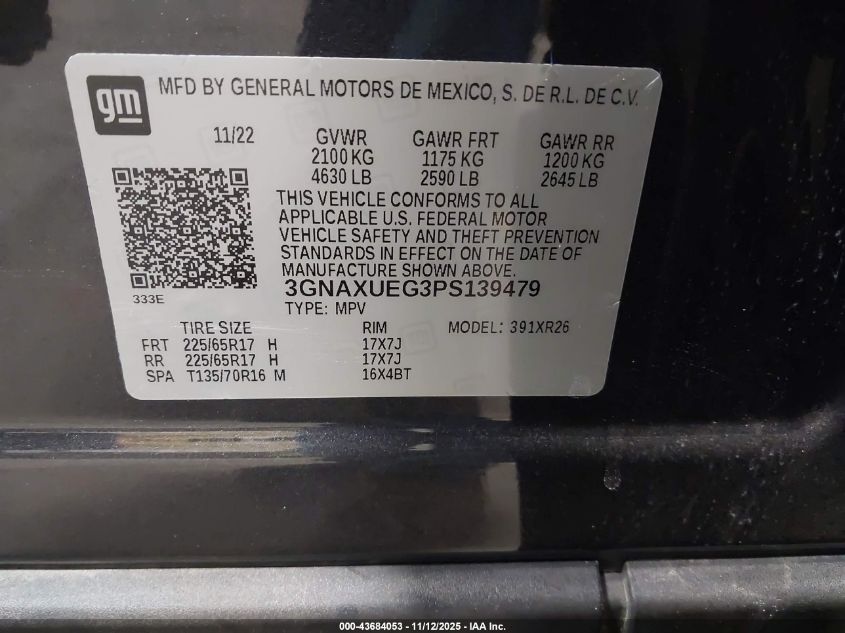 gm
MFD BY GENERAL MOTORS DE MEXICO, S. DE R.L. DE C.V.
11/22 GVWR GAWR FRT GAWR RR
2100 KG 1175 KG 1200 KG
4630 LB 2590 LB 2645 LB
THIS VEHICLE CONFORMS TO ALL
APPLICABLE U.S. FEDERAL MOTOR
VEHICLE SAFETY AND THEFT PREVENTION
STANDARDS IN EFFECT ON THE DATE OF
MANUFACTURE SHOWN ABOVE.
333E
3GNAXUEG3PS139479
TYPE: MPV
TIRE SIZE RIM MODEL: 391XR26
FRT 225/65R17 H 17X7J
RR 225/65R17 H 17X7J
SPA T135/70R16 M 16X4BT
000-43684053 - 11/12/2025 - IAA Inc.